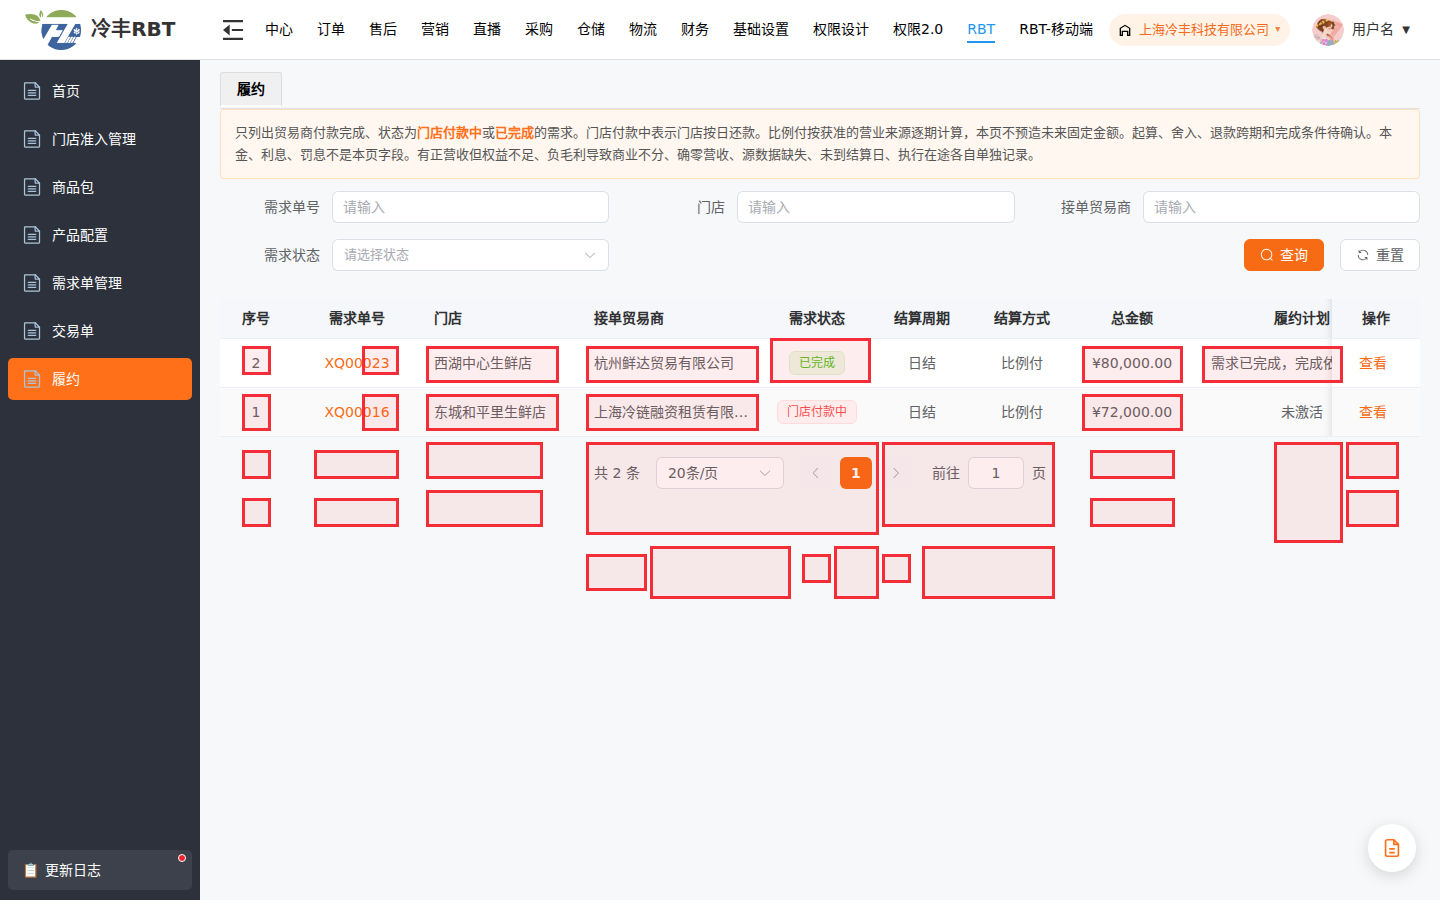 冷丰RBT
中心 订单 售后 营销 直播 采购 仓储 物流 财务 基础设置 权限设计 权限2.0 RBT RBT-移动端 上海冷丰科技有限公司 ▾ 用户名 ▼
首页
门店准入管理
商品包
产品配置
需求单管理
交易单
履约
更新日志
履约
只列出贸易商付款完成、状态为门店付款中或已完成的需求。门店付款中表示门店按日还款。比例付按获准的营业来源逐期计算，本页不预造未来固定金额。起算、舍入、退款跨期和完成条件待确认。本
金、利息、罚息不是本页字段。有正营收但权益不足、负毛利导致商业不分、确零营收、源数据缺失、未到结算日、执行在途各自单独记录。
需求单号 请输入 门店 请输入 接单贸易商 请输入
需求状态 请选择状态 查询 重置
序号 需求单号 门店 接单贸易商 需求状态 结算周期 结算方式 总金额 履约计划 操作
2 XQ00023 西湖中心生鲜店 杭州鲜达贸易有限公司 已完成 日结 比例付 ¥80,000.00 需求已完成，完成依 查看
1 XQ00016 东城和平里生鲜店 上海冷链融资租赁有限... 门店付款中 日结 比例付 ¥72,000.00 未激活 查看
共 2 条 20条/页 1 前往 1 页